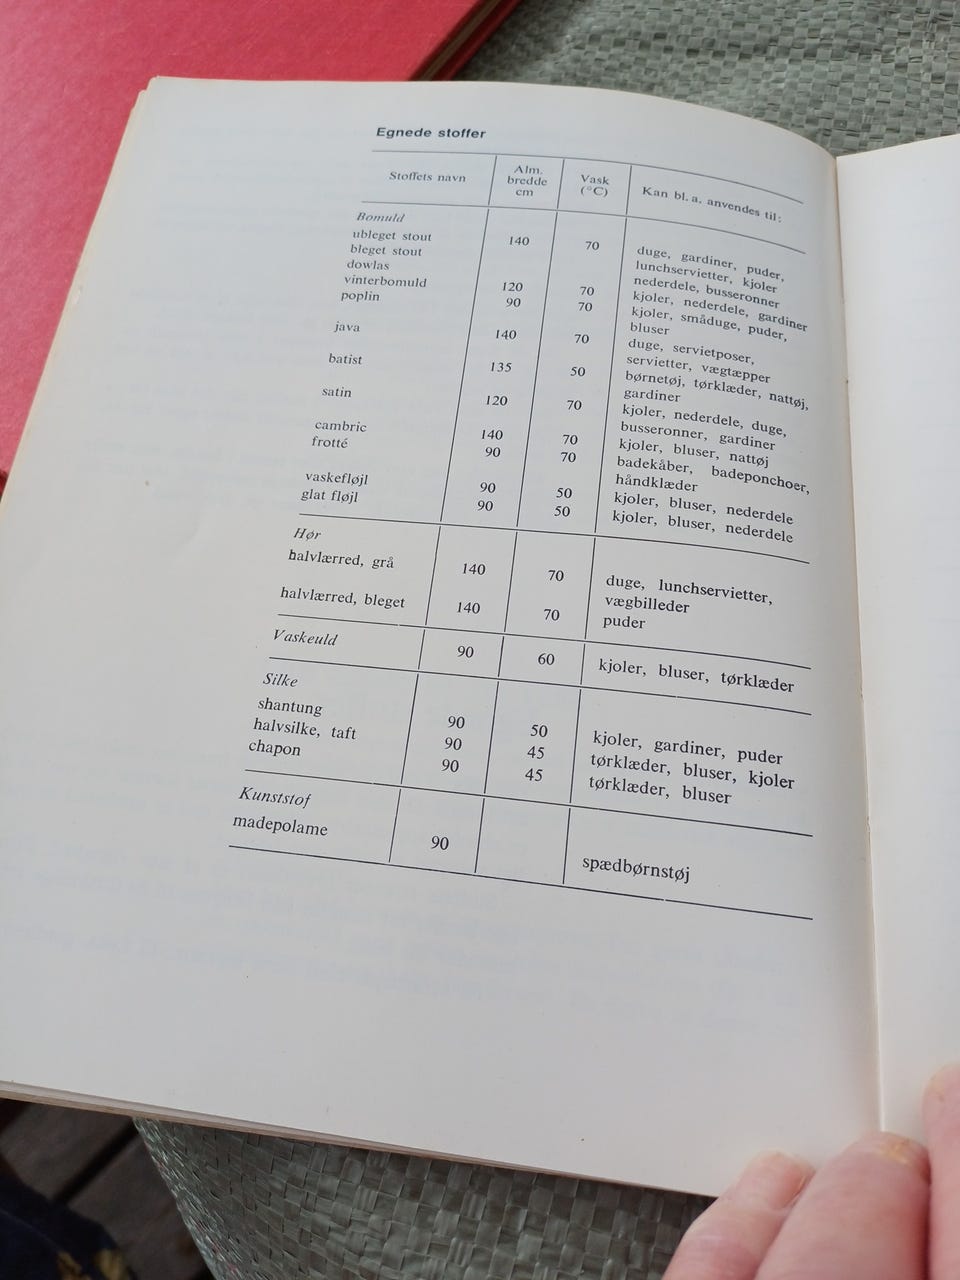 Egnede stoffer
Stoffets navn Alm. bredde cm Vask (°C) Kan bl. a. anvendes til:
Bomuld
ubleget stout 140 70 duge, gardiner, puder,
bleget stout lunchservietter, kjoler
dowlas nederdele, busseronner
vinterbomuld 120 70 kjoler, nederdele, gardiner
poplin 90 70 kjoler, småduge, puder,
bluser
java 140 70 duge, servietposer,
servietter, vægtæpper
batist 135 50 børnetøj, tørklæder, nattøj,
gardiner
satin 120 70 kjoler, nederdele, duge,
busseronner, gardiner
cambric 140 70 kjoler, bluser, nattøj
frotté 90 70 badekåber, badeponchoer,
håndklæder
vaskefløjl 90 50 kjoler, bluser, nederdele
glat fløjl 90 50 kjoler, bluser, nederdele
Hør
halvlærred, grå 140 70 duge, lunchservietter,
vægbilleder
halvlærred, bleget 140 70 puder
Vaskeuld 90 60 kjoler, bluser, tørklæder
Silke
shantung 90 50 kjoler, gardiner, puder
halvsilke, taft 90 45 tørklæder, bluser, kjoler
chapon 90 45 tørklæder, bluser
Kunststof
madepolame 90 spædbørnstøj